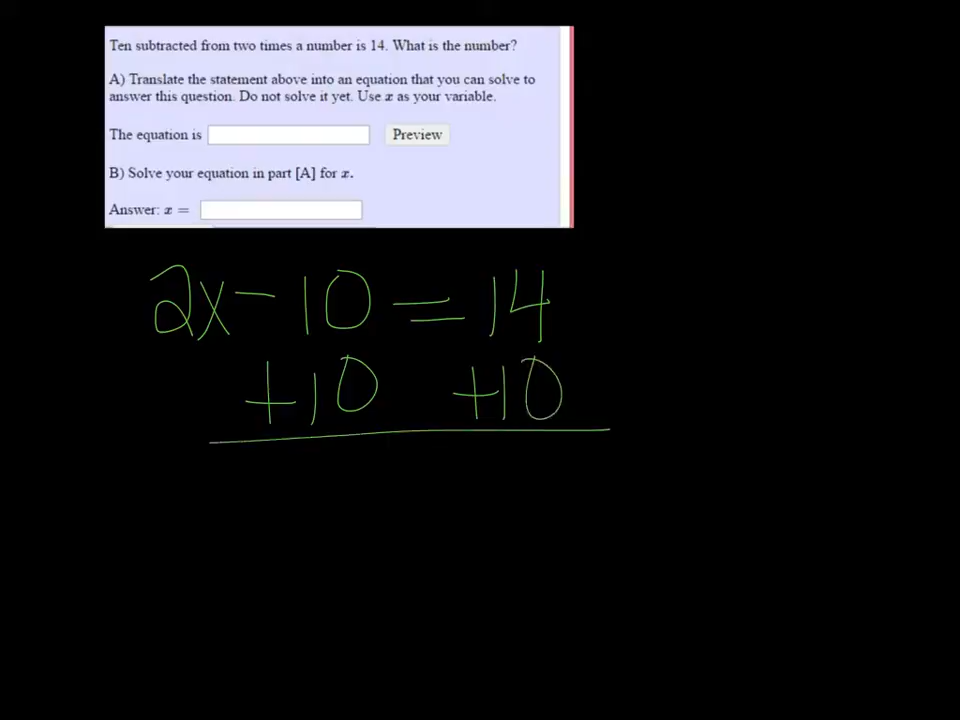 Ten subtracted from two times a number is 14. What is the number?
A) Translate the statement above into an equation that you can solve to
answer this question. Do not solve it yet. Use x as your variable.
The equation is Preview
B) Solve your equation in part [A] for x.
Answer: x =
2x - 10 = 14
+10 +10